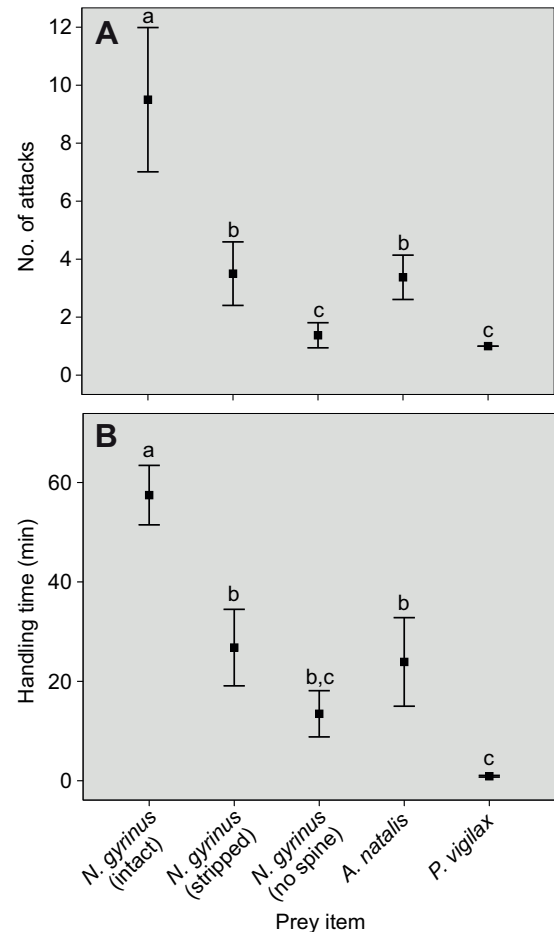 A
No. of attacks
12
10
8
6
4
2
0
a
b
c
b
c
B
Handling time (min)
60
40
20
0
a
b
b,c
b
c
N. gyrinus
(intact)
N. gyrinus
(stripped)
N. gyrinus
(no spine)
A. natalis
P. vigilax
Prey item